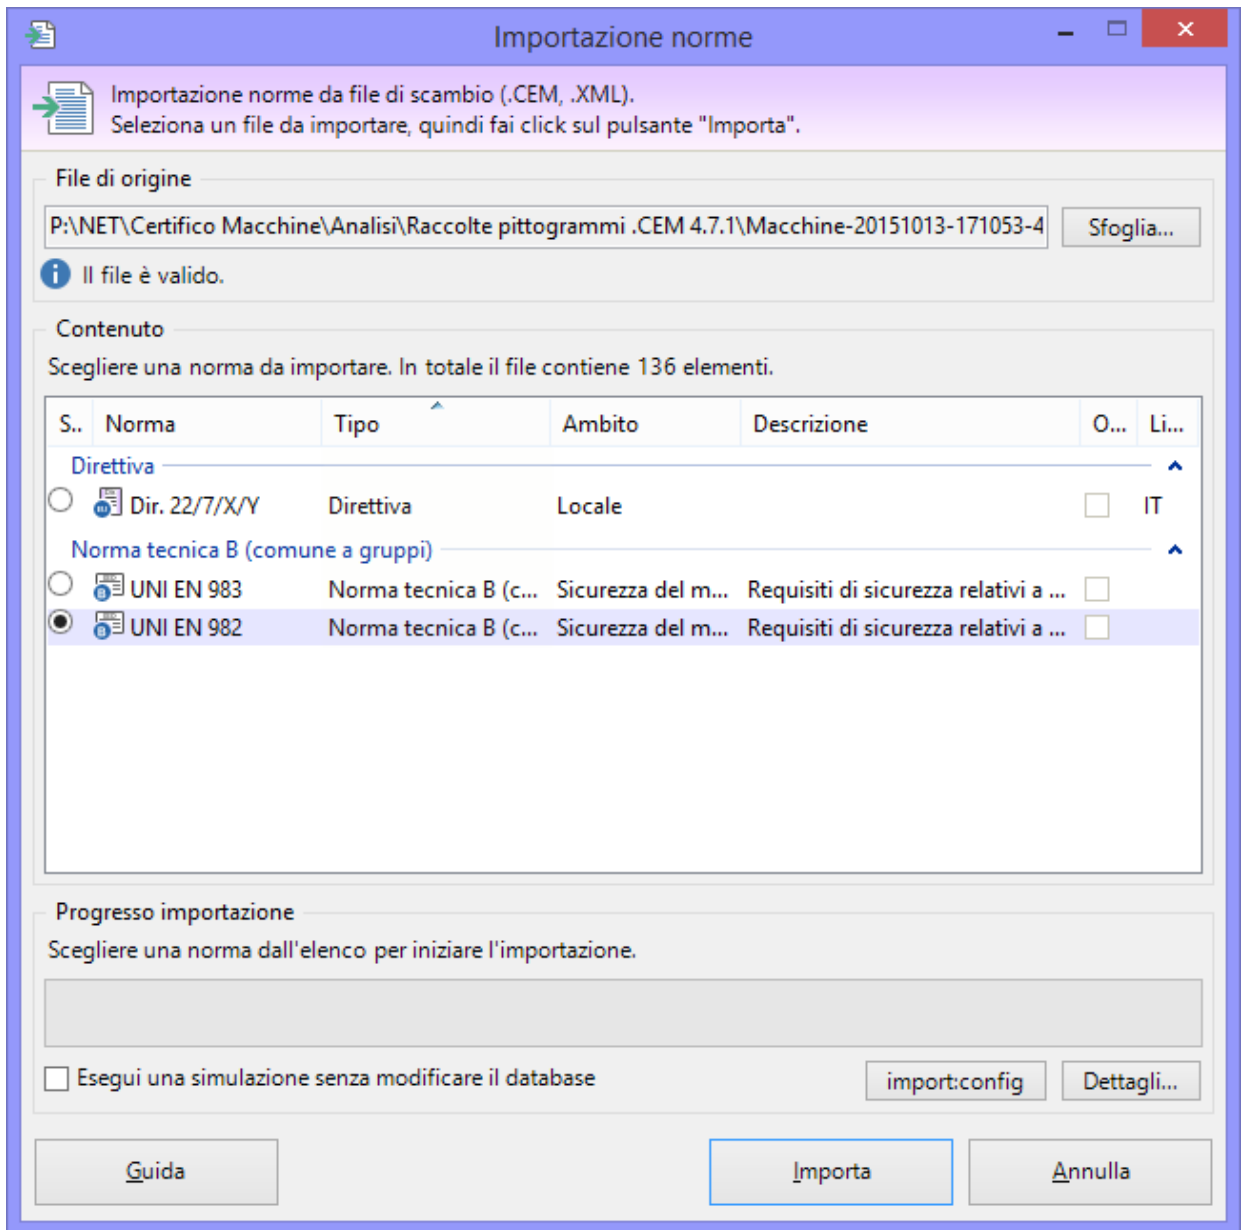 Importazione norme
Importazione norme da file di scambio (.CEM, .XML).
Seleziona un file da importare, quindi fai click sul pulsante "Importa".
File di origine
P:\NET\Certifico Macchine\Analisi\Raccolte pittogrammi .CEM 4.7.1\Macchine-20151013-171053-4 Sfoglia...
Il file è valido.
Contenuto
Scegliere una norma da importare. In totale il file contiene 136 elementi.
S.. Norma Tipo Ambito Descrizione O... Li...
Direttiva
Dir. 22/7/X/Y Direttiva Locale IT
Norma tecnica B (comune a gruppi)
UNI EN 983 Norma tecnica B (c... Sicurezza del m... Requisiti di sicurezza relativi a ...
UNI EN 982 Norma tecnica B (c... Sicurezza del m... Requisiti di sicurezza relativi a ...
Progresso importazione
Scegliere una norma dall'elenco per iniziare l'importazione.
Esegui una simulazione senza modificare il database import:config Dettagli...
Guida Importa Annulla